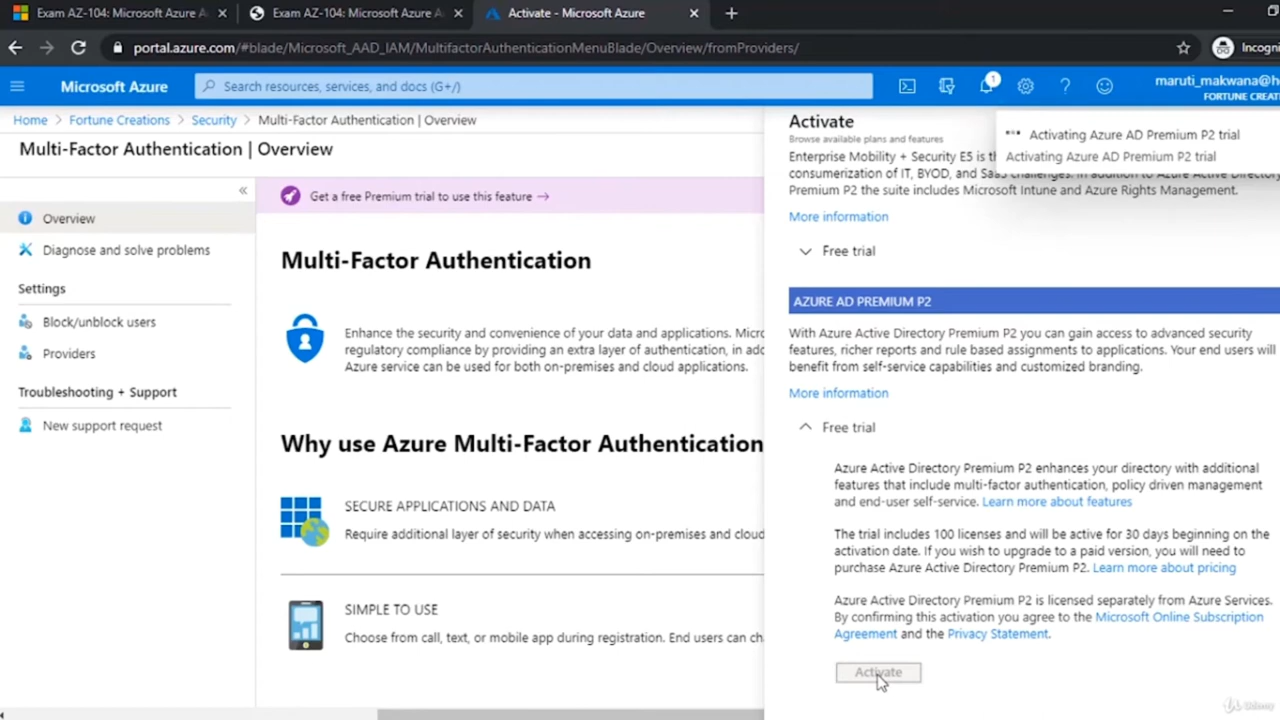 Exam AZ-104: Microsoft Azure A
Exam AZ-104: Microsoft Azure A
Activate - Microsoft Azure
portal.azure.com/#blade/Microsoft_AAD_IAM/MultifactorAuthenticationMenuBlade/Overview/fromProviders/
Incogni
Microsoft Azure
Search resources, services, and docs (G+/)
1
maruti_makwana@h
FORTUNE CREATI
Home > Fortune Creations > Security > Multi-Factor Authentication | Overview
Multi-Factor Authentication | Overview
Overview
Diagnose and solve problems
Settings
Block/unblock users
Providers
Troubleshooting + Support
New support request
Get a free Premium trial to use this feature →
Multi-Factor Authentication
Enhance the security and convenience of your data and applications. Micro
regulatory compliance by providing an extra layer of authentication, in add
Azure service can be used for both on-premises and cloud applications.
Why use Azure Multi-Factor Authentication
SECURE APPLICATIONS AND DATA
Require additional layer of security when accessing on-premises and cloud
SIMPLE TO USE
Choose from call, text, or mobile app during registration. End users can ch
Activate
Browse available plans and features
Activating Azure AD Premium P2 trial
Activating Azure AD Premium P2 trial
Enterprise Mobility + Security E5 is th
consumerization of IT, BYOD, and SaaS challenges. In addition to Azure Active Directory
Premium P2 the suite includes Microsoft Intune and Azure Rights Management.
More information
Free trial
AZURE AD PREMIUM P2
With Azure Active Directory Premium P2 you can gain access to advanced security
features, richer reports and rule based assignments to applications. Your end users will
benefit from self-service capabilities and customized branding.
More information
Free trial
Azure Active Directory Premium P2 enhances your directory with additional
features that include multi-factor authentication, policy driven management
and end-user self-service. Learn more about features
The trial includes 100 licenses and will be active for 30 days beginning on the
activation date. If you wish to upgrade to a paid version, you will need to
purchase Azure Active Directory Premium P2. Learn more about pricing
Azure Active Directory Premium P2 is licensed separately from Azure Services.
By confirming this activation you agree to the Microsoft Online Subscription
Agreement and the Privacy Statement.
Activate
Udemy